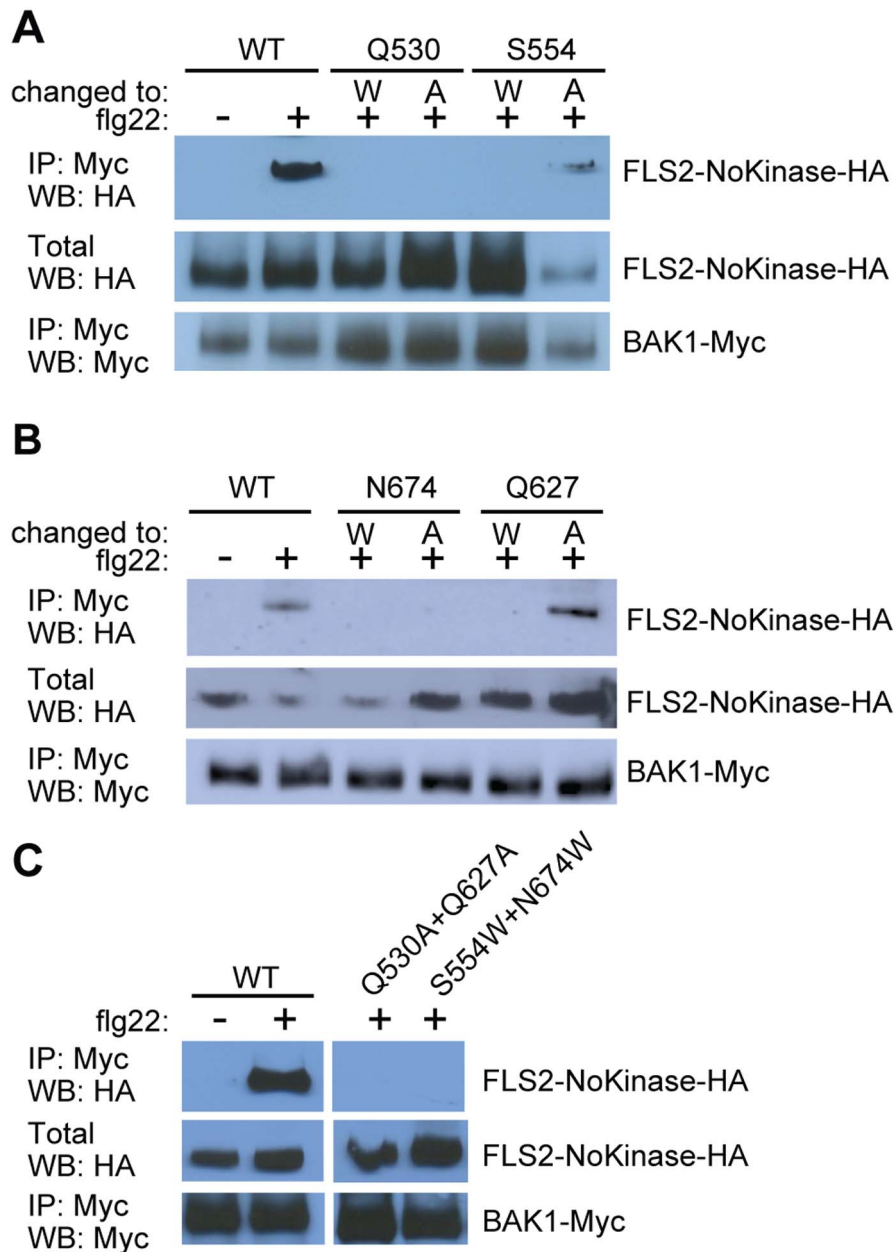 A
WT Q530 S554
changed to: W A W A
flg22: - + + + + +
IP: Myc
WB: HA
FLS2-NoKinase-HA
Total
WB: HA
FLS2-NoKinase-HA
IP: Myc
WB: Myc
BAK1-Myc
B
WT N674 Q627
changed to: W A W A
flg22: - + + + + +
IP: Myc
WB: HA
FLS2-NoKinase-HA
Total
WB: HA
FLS2-NoKinase-HA
IP: Myc
WB: Myc
BAK1-Myc
C
WT Q530A+Q627A S554W+N674W
flg22: - + + +
IP: Myc
WB: HA
FLS2-NoKinase-HA
Total
WB: HA
FLS2-NoKinase-HA
IP: Myc
WB: Myc
BAK1-Myc